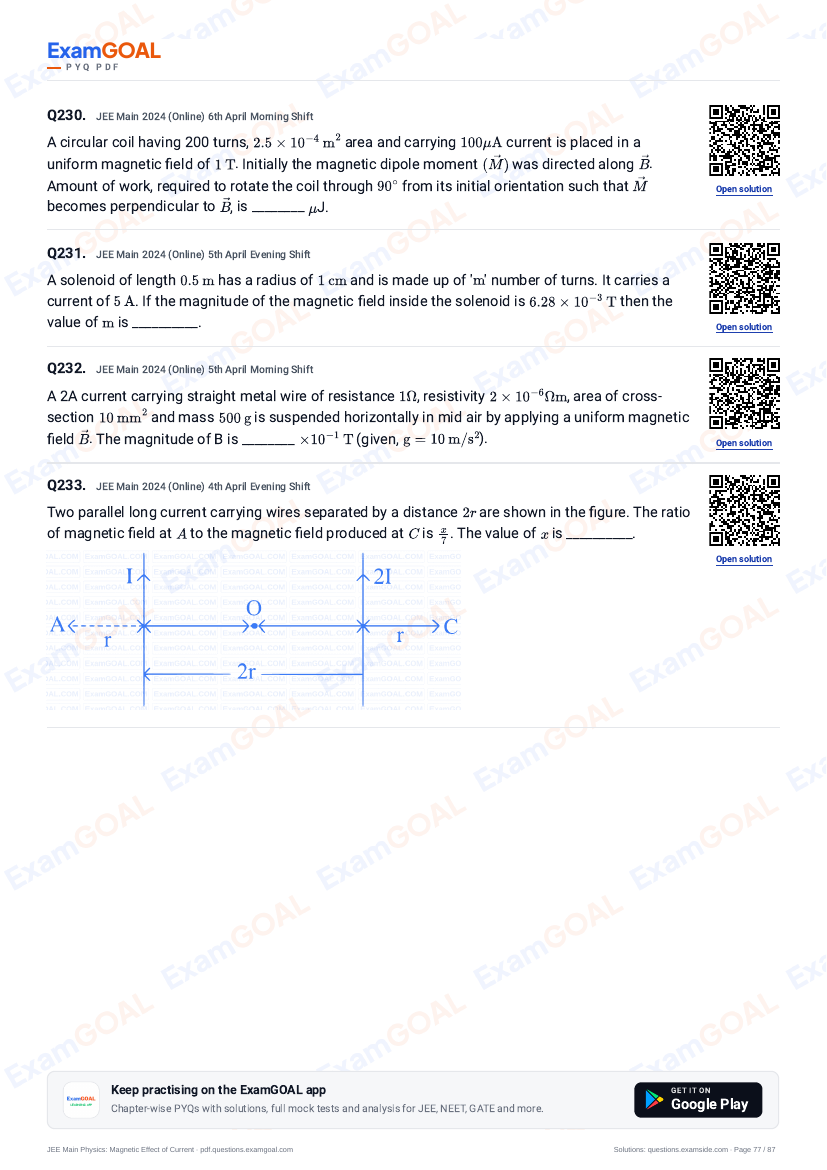 ExamGOAL
PYQ PDF
Q230. JEE Main 2024 (Online) 6th April Morning Shift
A circular coil having 200 turns, 2.5 × 10⁻⁴ m² area and carrying 100μA current is placed in a
uniform magnetic field of 1 T. Initially the magnetic dipole moment (M⃗) was directed along B⃗.
Amount of work, required to rotate the coil through 90° from its initial orientation such that M⃗
becomes perpendicular to B⃗, is ________ μJ.
Open solution
Q231. JEE Main 2024 (Online) 5th April Evening Shift
A solenoid of length 0.5 m has a radius of 1 cm and is made up of 'm' number of turns. It carries a
current of 5 A. If the magnitude of the magnetic field inside the solenoid is 6.28 × 10⁻³ T then the
value of m is __________.
Open solution
Q232. JEE Main 2024 (Online) 5th April Morning Shift
A 2A current carrying straight metal wire of resistance 1Ω, resistivity 2 × 10⁻⁶Ωm, area of cross-
section 10 mm² and mass 500 g is suspended horizontally in mid air by applying a uniform magnetic
field B⃗. The magnitude of B is ________ ×10⁻¹ T (given, g = 10 m/s²).
Open solution
Q233. JEE Main 2024 (Online) 4th April Evening Shift
Two parallel long current carrying wires separated by a distance 2r are shown in the figure. The ratio
of magnetic field at A to the magnetic field produced at C is x/7. The value of x is __________.
Open solution
I 2I
O
A C
r r
2r
Keep practising on the ExamGOAL app
Chapter-wise PYQs with solutions, full mock tests and analysis for JEE, NEET, GATE and more.
GET IT ON
Google Play
JEE Main Physics: Magnetic Effect of Current · pdf.questions.examgoal.com
Solutions: questions.examside.com · Page 77 / 87